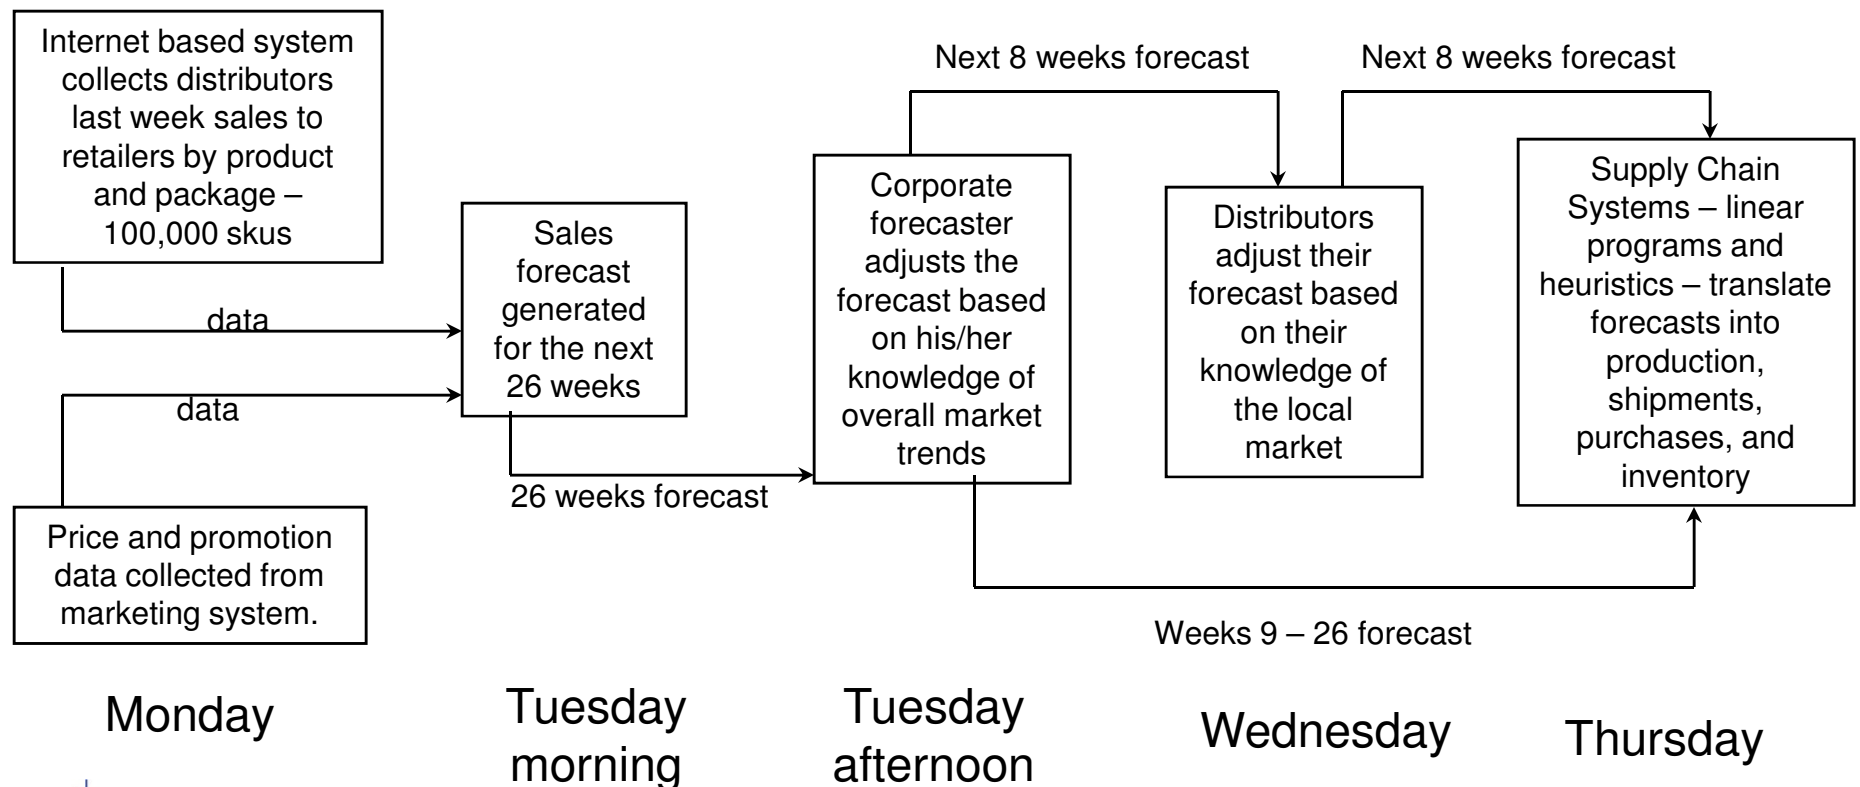 Internet based system
collects distributors
last week sales to
retailers by product
and package –
100,000 skus
data
data
Price and promotion
data collected from
marketing system.
Sales
forecast
generated
for the next
26 weeks
26 weeks forecast
Corporate
forecaster
adjusts the
forecast based
on his/her
knowledge of
overall market
trends
Next 8 weeks forecast
Distributors
adjust their
forecast based
on their
knowledge of
the local
market
Next 8 weeks forecast
Supply Chain
Systems – linear
programs and
heuristics – translate
forecasts into
production,
shipments,
purchases, and
inventory
Weeks 9 – 26 forecast
Monday
Tuesday
morning
Tuesday
afternoon
Wednesday
Thursday